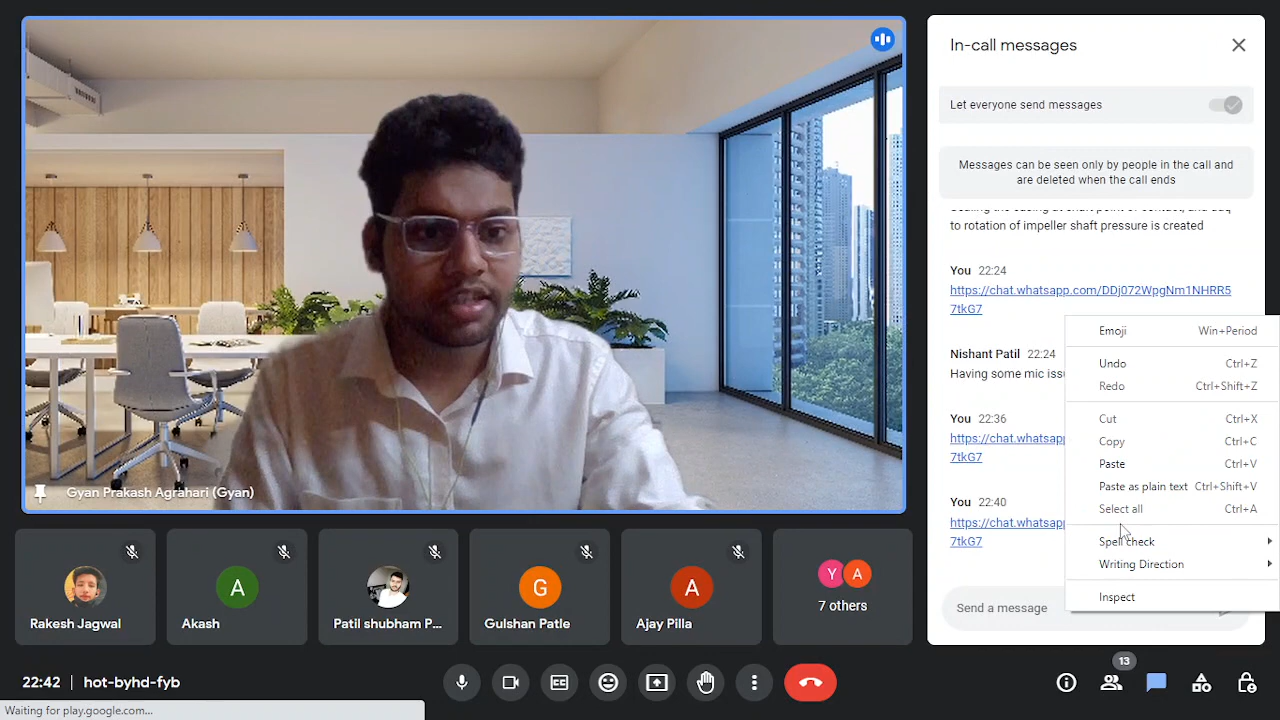 In-call messages
Let everyone send messages
Messages can be seen only by people in the call and
are deleted when the call ends
to rotation of impeller shaft pressure is created
You 22:24
https://chat.whatsapp.com/DDj072WpgNm1NHRR5
7tkG7
Nishant Patil 22:24
Having some mic issu
You 22:36
https://chat.whatsapp
7tkG7
You 22:40
https://chat.whatsapp
7tkG7
Send a message
Emoji Win+Period
Undo Ctrl+Z
Redo Ctrl+Shift+Z
Cut Ctrl+X
Copy Ctrl+C
Paste Ctrl+V
Paste as plain text Ctrl+Shift+V
Select all Ctrl+A
Spell check
Writing Direction
Inspect
Gyan Prakash Agrahari (Gyan)
Rakesh Jagwal
A
Akash
Patil shubham P...
G
Gulshan Patle
A
Ajay Pilla
Y A
7 others
22:42 | hot-byhd-fyb
13
Waiting for play.google.com...